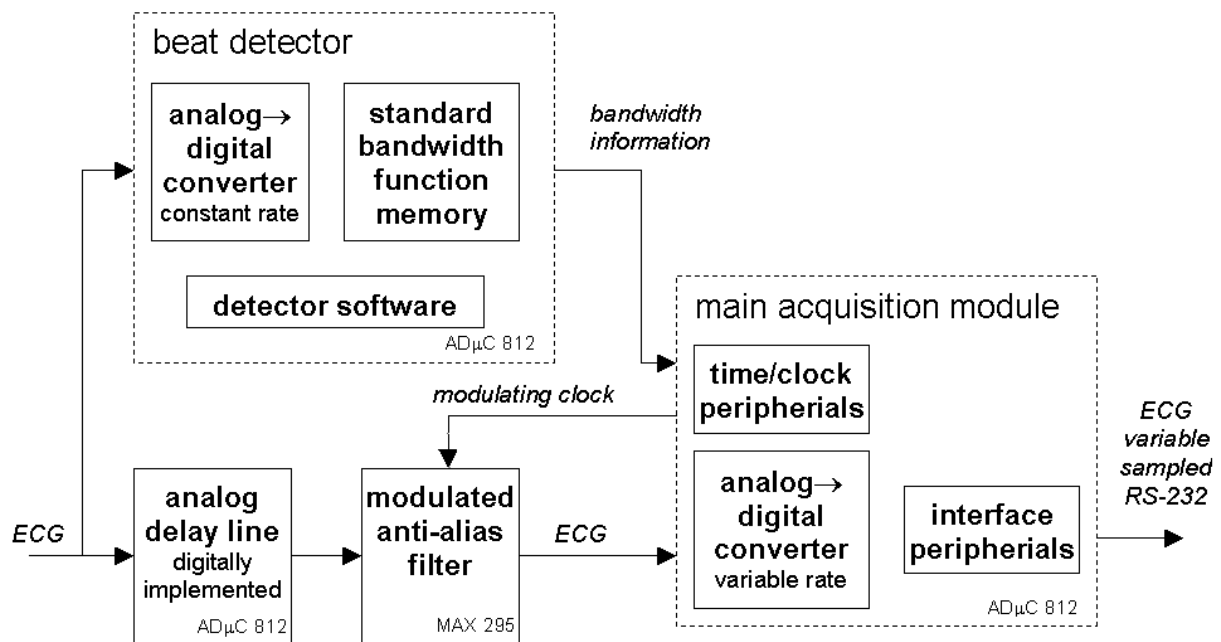 beat detector
analog→
digital
converter
constant rate
standard
bandwidth
function
memory
detector software
ADµC 812
bandwidth
information
main acquisition module
time/clock
peripherials
modulating clock
analog→
digital
converter
variable rate
interface
peripherials
ADµC 812
ECG
variable
sampled
RS-232
ECG
analog
delay line
digitally
implemented
ADµC 812
modulated
anti-alias
filter
MAX 295
ECG